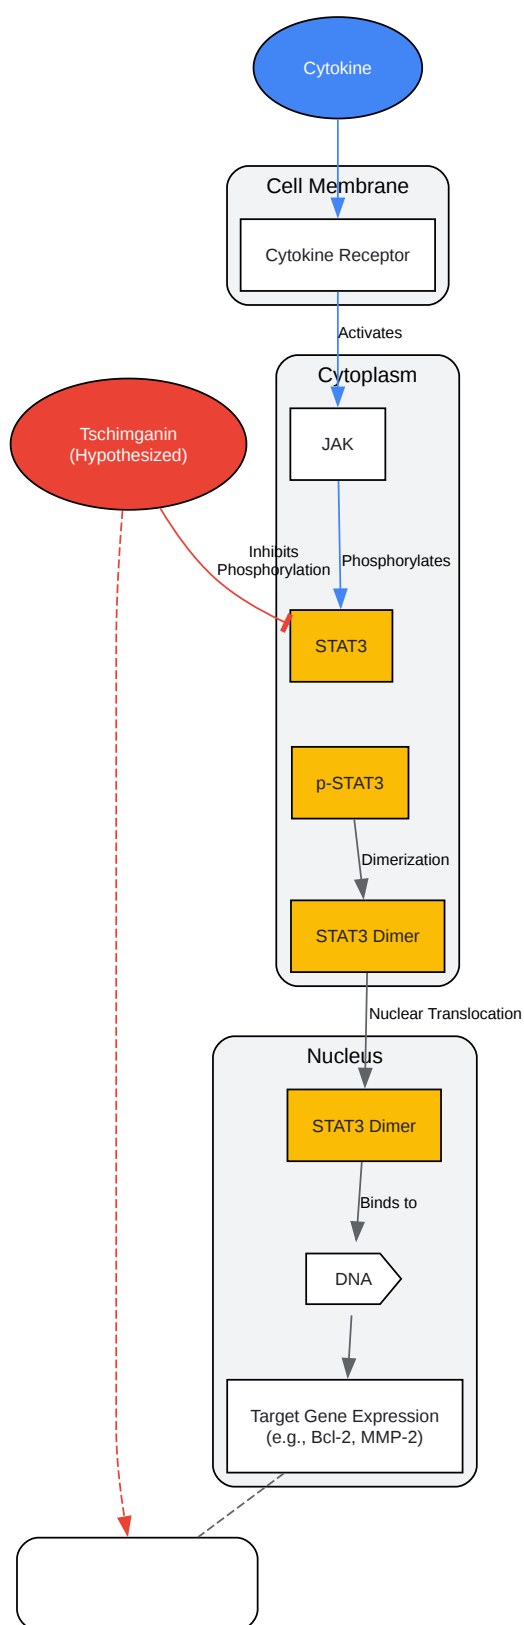 Cytokine
Cell Membrane
Cytokine Receptor
Activates
Cytoplasm
Tschimganin
(Hypothesized)
JAK
Inhibits
Phosphorylation
Phosphorylates
STAT3
p-STAT3
Dimerization
STAT3 Dimer
Nuclear Translocation
Nucleus
STAT3 Dimer
Binds to
DNA
Target Gene Expression
(e.g., Bcl-2, MMP-2)